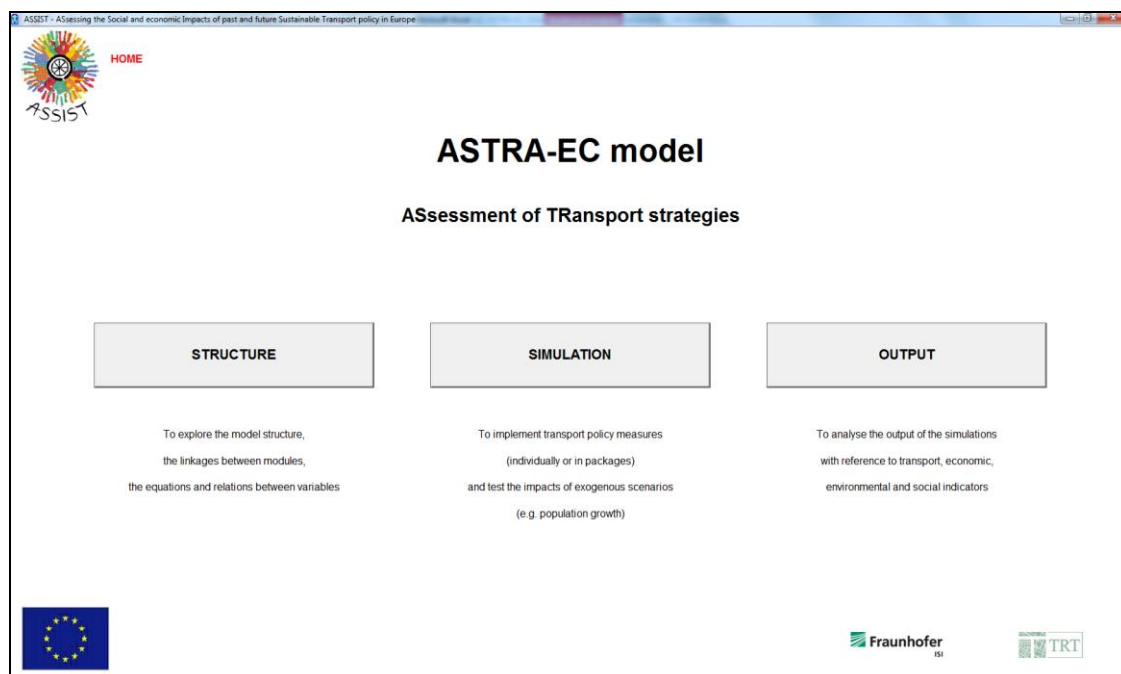 ASSIST - ASsessing the Social and economic Impacts of past and future Sustainable Transport policy in Europe
HOME
ASSIST
ASTRA-EC model
ASsessment of TRansport strategies
STRUCTURE
SIMULATION
OUTPUT
To explore the model structure,
the linkages between modules,
the equations and relations between variables
To implement transport policy measures
(individually or in packages)
and test the impacts of exogenous scenarios
(e.g. population growth)
To analyse the output of the simulations
with reference to transport, economic,
environmental and social indicators
Fraunhofer
ISI
TRT